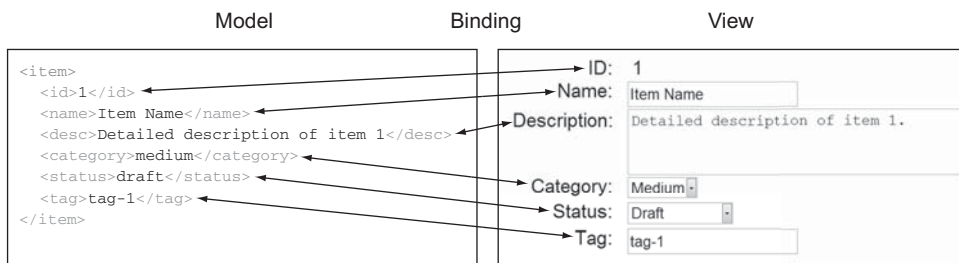 Model Binding View
<item>
<id>1</id>
<name>Item Name</name>
<desc>Detailed description of item 1</desc>
<category>medium</category>
<status>draft</status>
<tag>tag-1</tag>
</item>
ID: 1
Name: Item Name
Description: Detailed description of item 1.
Category: Medium
Status: Draft
Tag: tag-1